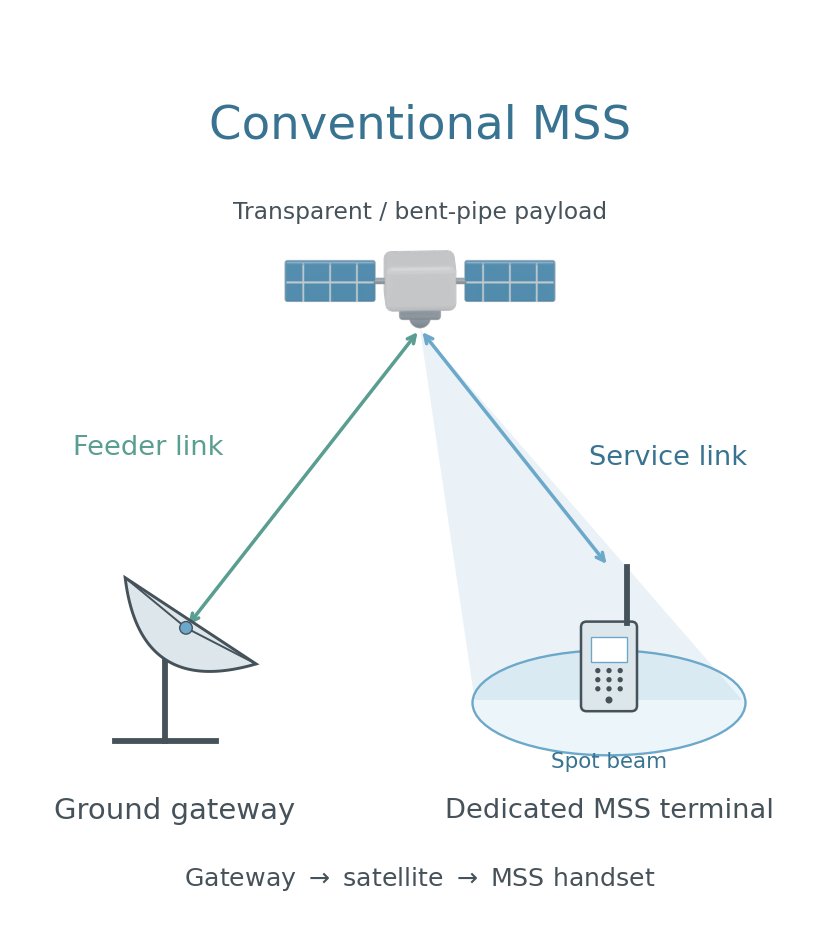 Conventional MSS
Transparent / bent-pipe payload
Feeder link
Service link
Spot beam
Ground gateway
Dedicated MSS terminal
Gateway → satellite → MSS handset